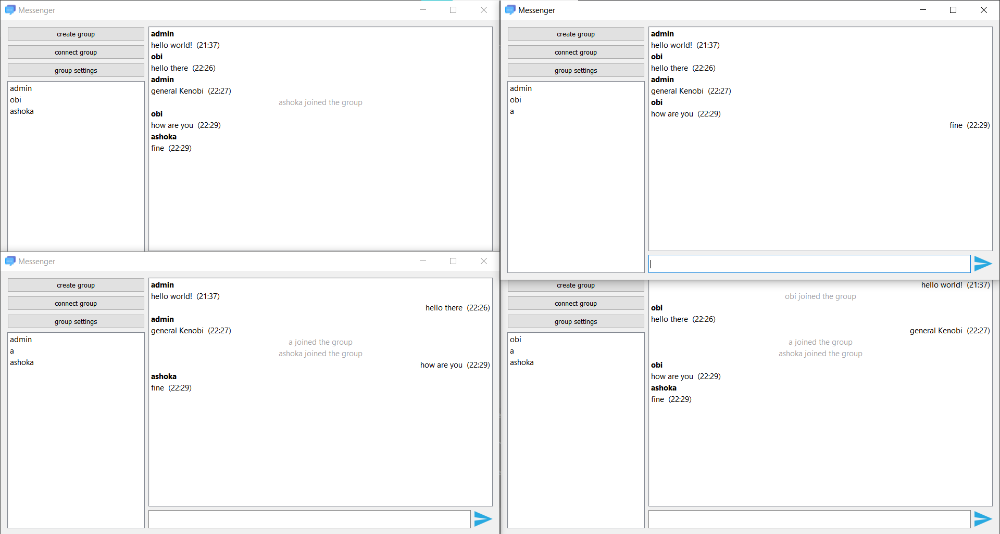 Messenger
create group
connect group
group settings
admin
obi
ashoka
admin
hello world! (21:37)
obi
hello there (22:26)
admin
general Kenobi (22:27)
ashoka joined the group
obi
how are you (22:29)
ashoka
fine (22:29)
Messenger
create group
connect group
group settings
admin
obi
a
admin
hello world! (21:37)
obi
hello there (22:26)
admin
general Kenobi (22:27)
obi
how are you (22:29)
fine (22:29)
Messenger
create group
connect group
group settings
admin
a
ashoka
admin
hello world! (21:37)
hello there (22:26)
admin
general Kenobi (22:27)
a joined the group
ashoka joined the group
how are you (22:29)
ashoka
fine (22:29)
create group
connect group
group settings
obi
a
ashoka
hello world! (21:37)
obi joined the group
obi
hello there (22:26)
general Kenobi (22:27)
a joined the group
ashoka joined the group
obi
how are you (22:29)
ashoka
fine (22:29)